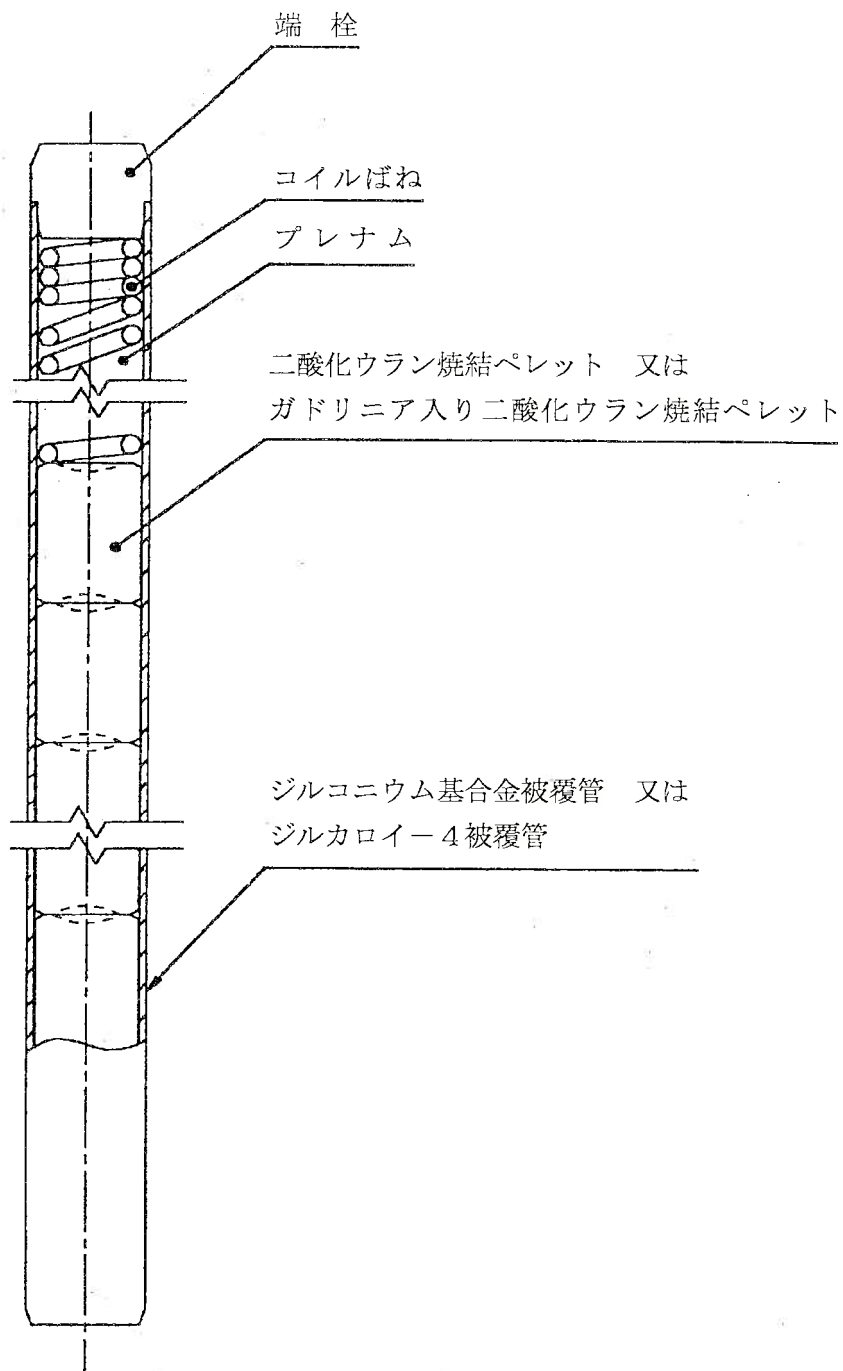 端 栓
コイルばね
プレナム
二酸化ウラン焼結ペレット 又は
ガドリニア入り二酸化ウラン焼結ペレット
ジルコニウム基合金被覆管 又は
ジルカロイー4被覆管